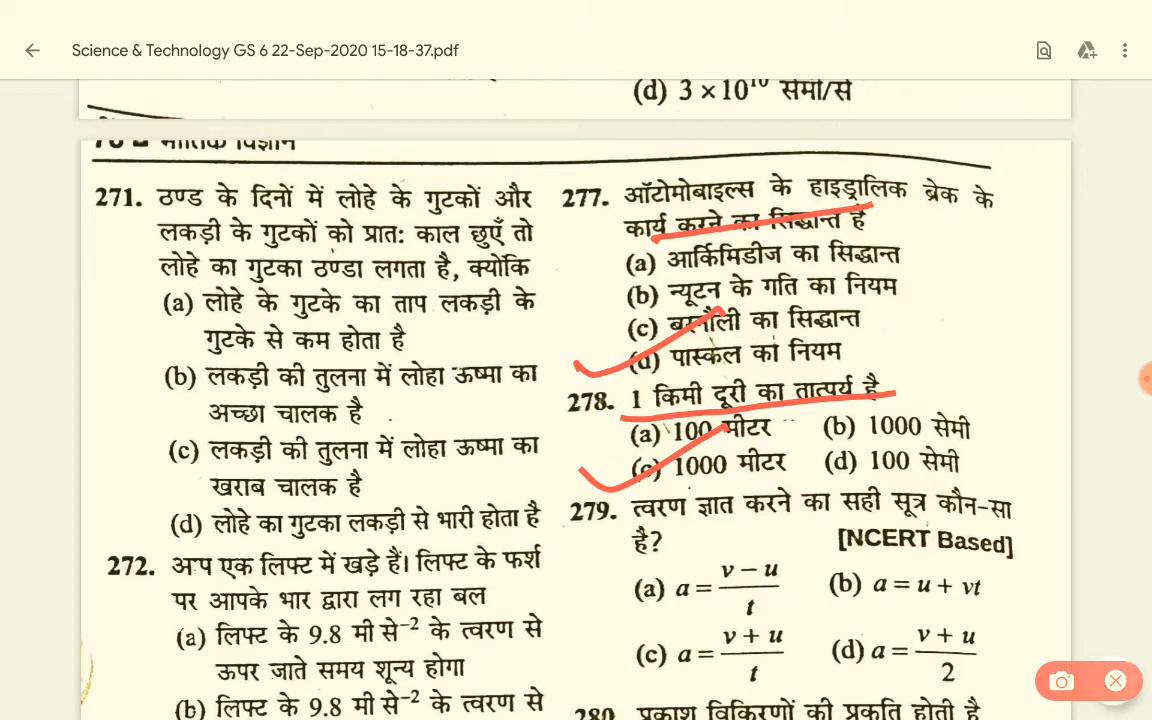 Science & Technology GS 6 22-Sep-2020 15-18-37.pdf
(d) 3 × 10¹⁰ सेमी/से
78 भौतिक विज्ञान
271. ठण्ड के दिनों में लोहे के गुटकों और
लकड़ी के गुटकों को प्रात: काल छुएँ तो
लोहे का गुटका ठण्डा लगता है, क्योंकि
(a) लोहे के गुटके का ताप लकड़ी के
गुटके से कम होता है
(b) लकड़ी की तुलना में लोहा ऊष्मा का
अच्छा चालक है
(c) लकड़ी की तुलना में लोहा ऊष्मा का
खराब चालक है
(d) लोहे का गुटका लकड़ी से भारी होता है
272. आप एक लिफ्ट में खड़े हैं। लिफ्ट के फर्श
पर आपके भार द्वारा लग रहा बल
(a) लिफ्ट के 9.8 मी से⁻² के त्वरण से
ऊपर जाते समय शून्य होगा
(b) लिफ्ट के 9.8 मी से⁻² के त्वरण से
277. ऑटोमोबाइल्स के हाइड्रालिक ब्रेक के
कार्य करने का सिद्धान्त है
(a) आर्किमिडीज का सिद्धान्त
(b) न्यूटन के गति का नियम
(c) बरनौली का सिद्धान्त
(d) पास्कल का नियम
278. 1 किमी दूरी का तात्पर्य है
(a) 100 मीटर (b) 1000 सेमी
(c) 1000 मीटर (d) 100 सेमी
279. त्वरण ज्ञात करने का सही सूत्र कौन-सा
है? [NCERT Based]
(a) a = (v − u)/t (b) a = u + vt
(c) a = (v + u)/t (d) a = (v + u)/2
280. प्रकाश विकिरणों की प्रकृति होती है